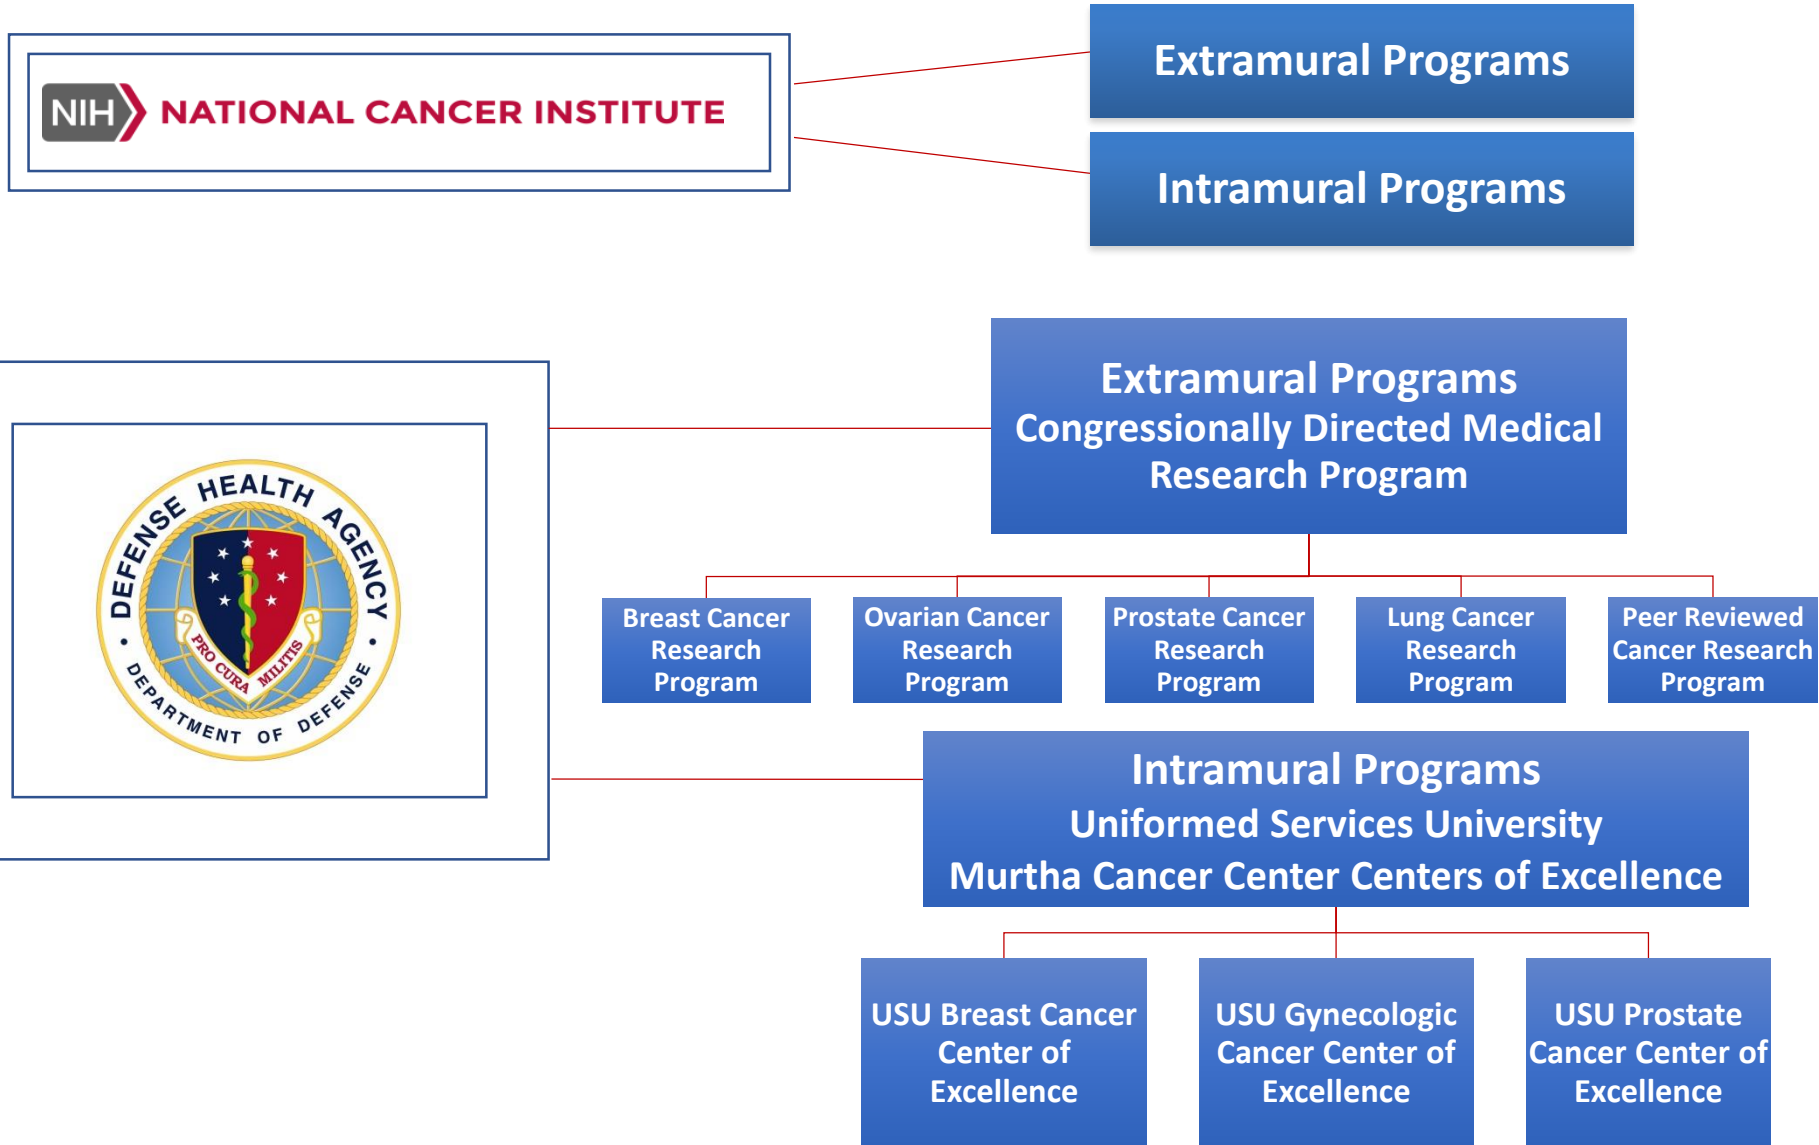 NIH NATIONAL CANCER INSTITUTE
Extramural Programs
Intramural Programs
DEFENSE HEALTH AGENCY
PRO CURA MILITIS
DEPARTMENT OF DEFENSE
Extramural Programs
Congressionally Directed Medical
Research Program
Breast Cancer
Research
Program
Ovarian Cancer
Research
Program
Prostate Cancer
Research
Program
Lung Cancer
Research
Program
Peer Reviewed
Cancer Research
Program
Intramural Programs
Uniformed Services University
Murtha Cancer Center Centers of Excellence
USU Breast Cancer
Center of
Excellence
USU Gynecologic
Cancer Center of
Excellence
USU Prostate
Cancer Center of
Excellence